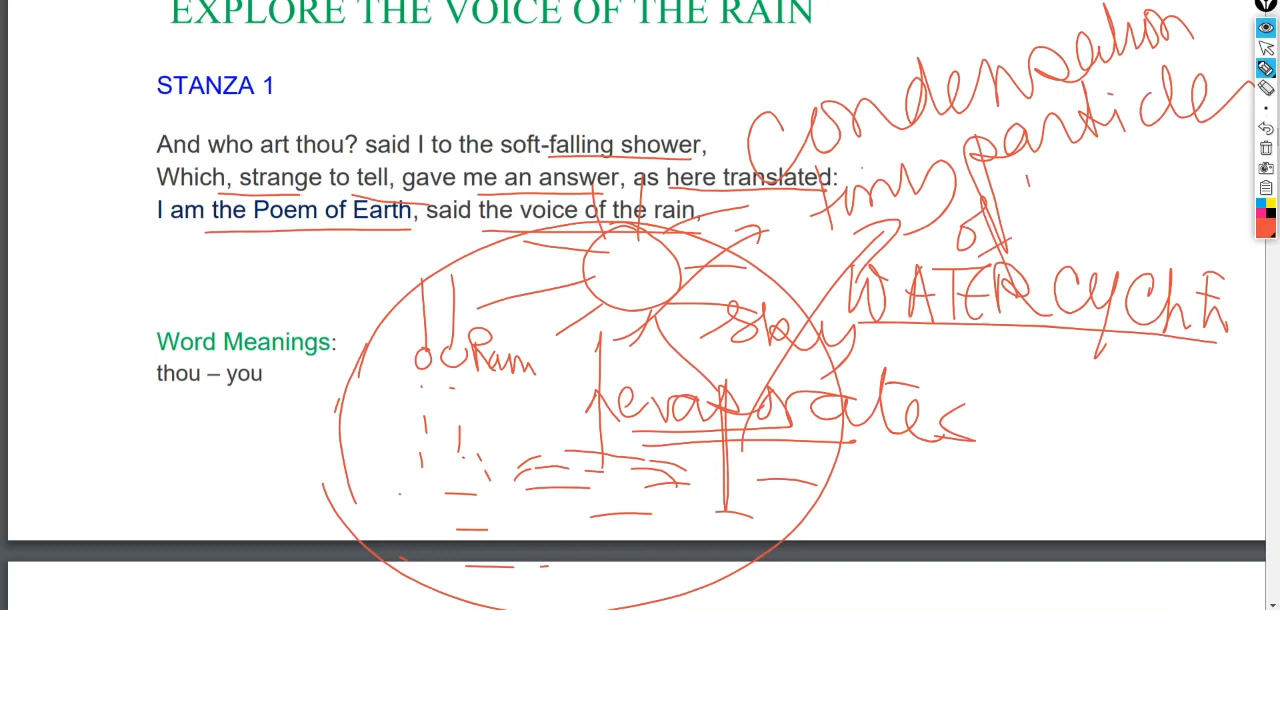 EXPLORE THE VOICE OF THE RAIN
STANZA 1
And who art thou? said I to the soft-falling shower,
Which, strange to tell, gave me an answer, as here translated:
I am the Poem of Earth, said the voice of the rain,
Word Meanings:
thou – you
Condensation
tiny particle
of
WATER CYCLE
sky
Rain
evaporates